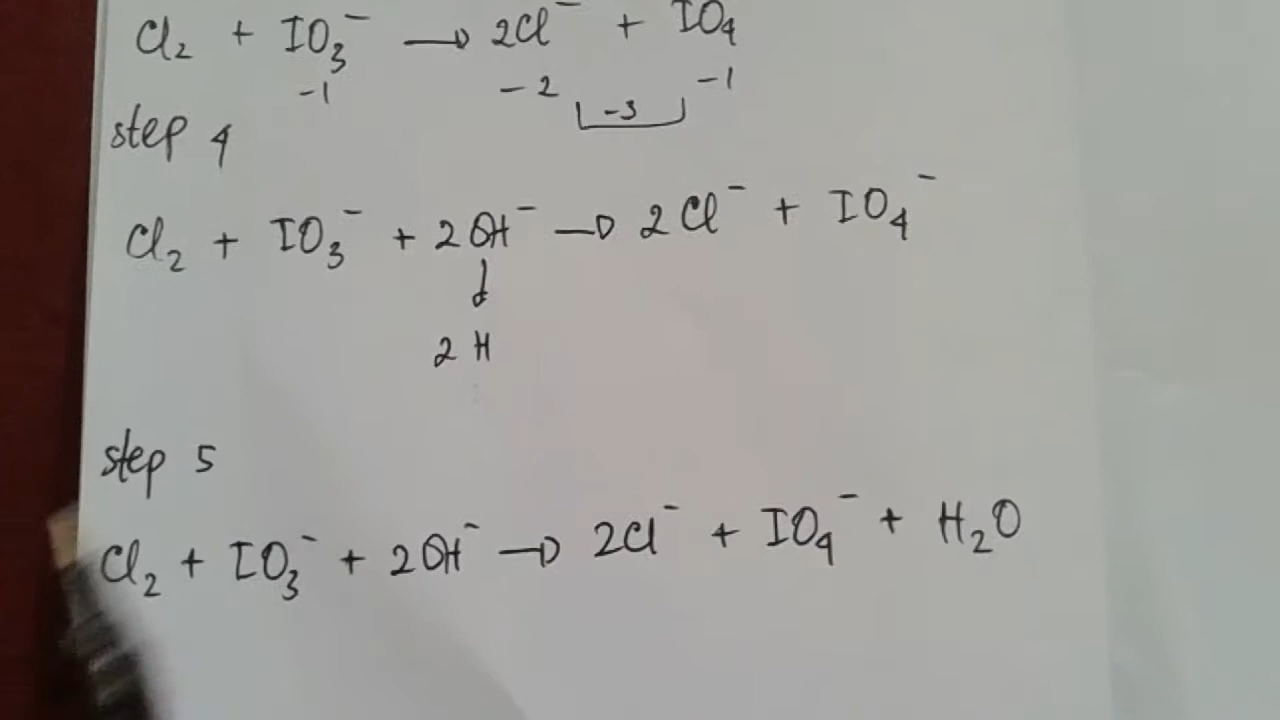 Cl₂ + IO₃⁻ → 2Cl⁻ + IO₄
-1 -2 -3 -1
step 4
Cl₂ + IO₃⁻ + 2OH⁻ → 2Cl⁻ + IO₄⁻
↓
2 H
step 5
Cl₂ + IO₃⁻ + 2OH⁻ → 2Cl⁻ + IO₄⁻ + H₂O